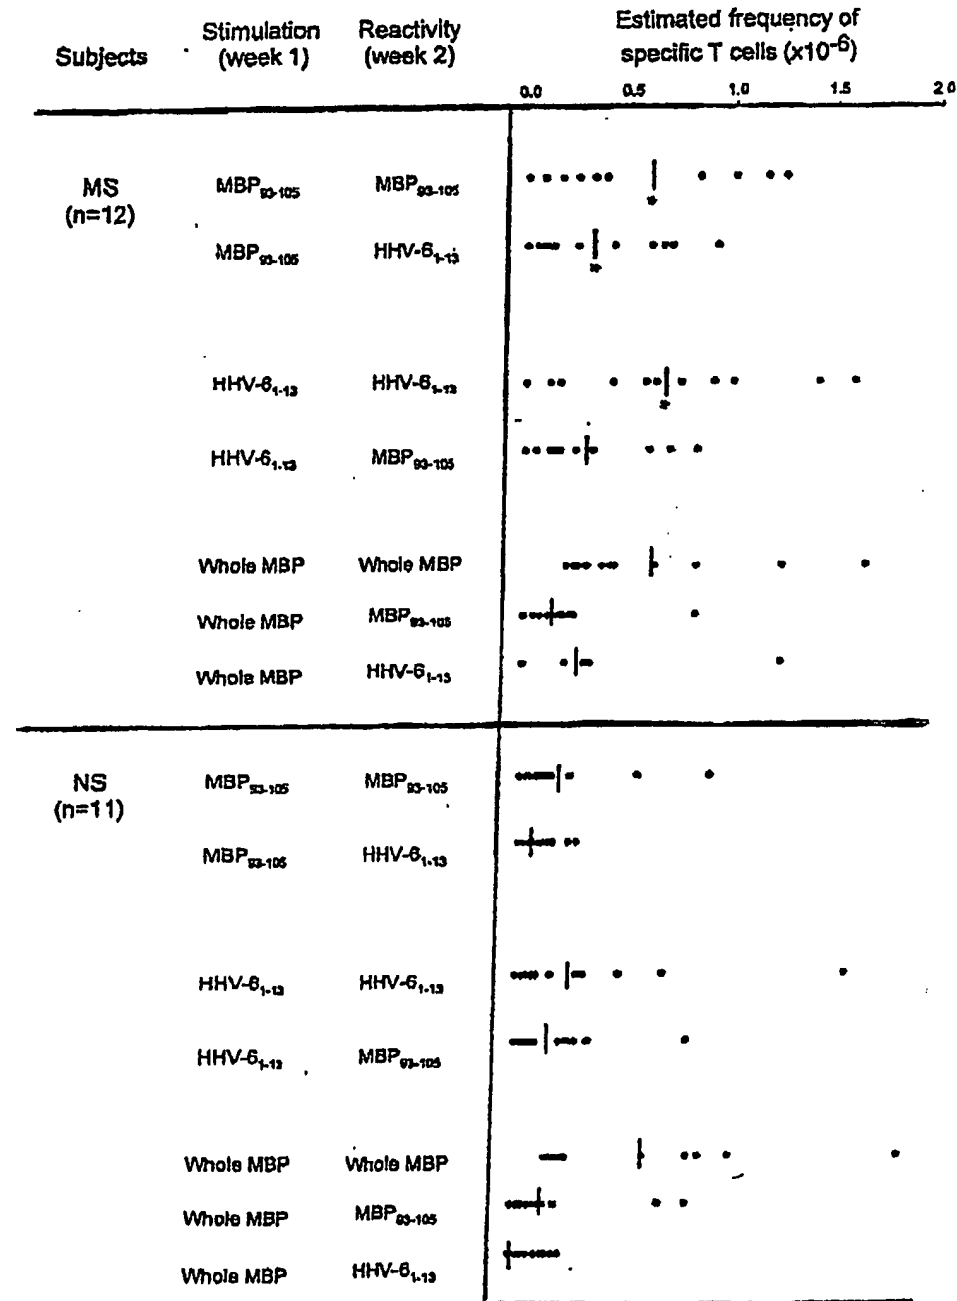 Subjects Stimulation (week 1) Reactivity (week 2) Estimated frequency of specific T cells (x10-6)
0.0 0.5 1.0 1.5 2.0
MS (n=12) MBP93-105 MBP93-105
*
MBP93-105 HHV-61-13
*
HHV-61-13 HHV-61-13
*
HHV-61-13 MBP93-105
Whole MBP Whole MBP
Whole MBP MBP93-105
Whole MBP HHV-61-13
NS (n=11) MBP93-105 MBP93-105
MBP93-105 HHV-61-13
HHV-61-13 HHV-61-13
HHV-61-13 MBP93-105
Whole MBP Whole MBP
Whole MBP MBP93-105
Whole MBP HHV-61-13